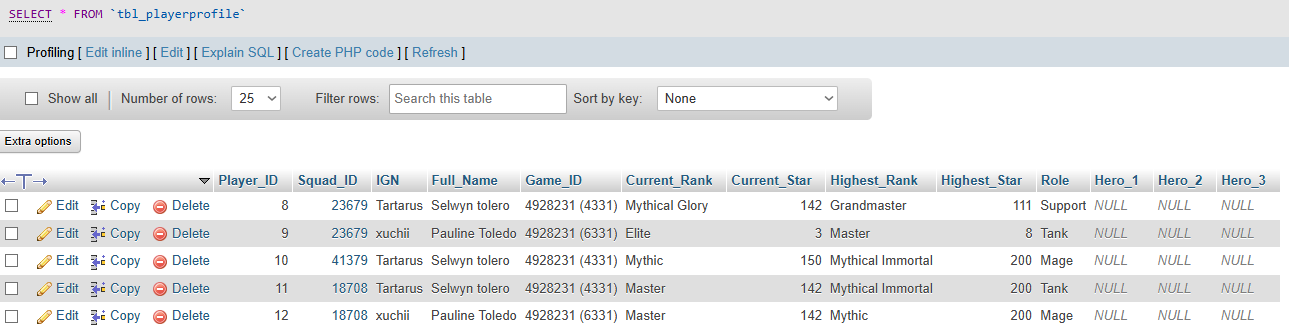 SELECT * FROM `tbl_playerprofile`
Profiling [ Edit inline ] [ Edit ] [ Explain SQL ] [ Create PHP code ] [ Refresh ]
Show all Number of rows: 25 Filter rows: Search this table Sort by key: None
Extra options
←T→ Player_ID Squad_ID IGN Full_Name Game_ID Current_Rank Current_Star Highest_Rank Highest_Star Role Hero_1 Hero_2 Hero_3
Edit Copy Delete 8 23679 Tartarus Selwyn tolero 4928231 (4331) Mythical Glory 142 Grandmaster 111 Support NULL NULL NULL
Edit Copy Delete 9 23679 xuchii Pauline Toledo 4928231 (6331) Elite 3 Master 8 Tank NULL NULL NULL
Edit Copy Delete 10 41379 Tartarus Selwyn tolero 4928231 (4331) Mythic 150 Mythical Immortal 200 Mage NULL NULL NULL
Edit Copy Delete 11 18708 Tartarus Selwyn tolero 4928231 (4331) Master 142 Mythical Immortal 200 Tank NULL NULL NULL
Edit Copy Delete 12 18708 xuchii Pauline Toledo 4928231 (6331) Master 142 Mythic 200 Mage NULL NULL NULL